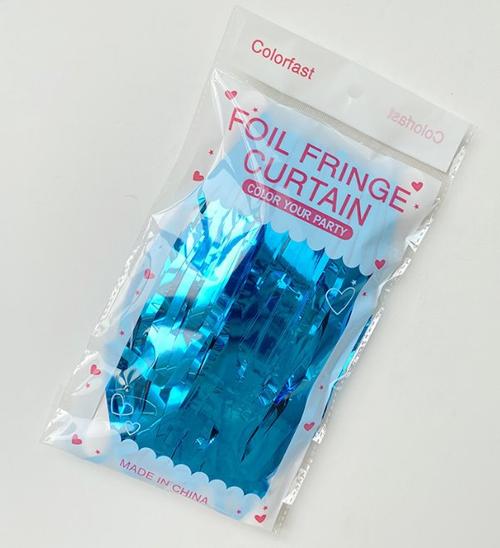 Colorfast
Colorfast
FOIL FRINGE
CURTAIN
COLOR YOUR PARTY
MADE IN CHINA